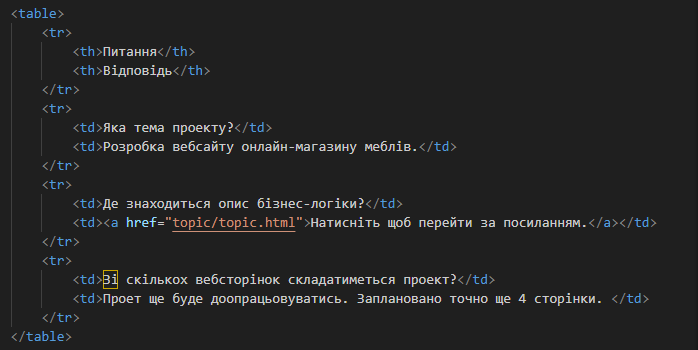 <table>
<tr>
<th>Питання</th>
<th>Відповідь</th>
</tr>
<tr>
<td>Яка тема проекту?</td>
<td>Розробка вебсайту онлайн-магазину меблів.</td>
</tr>
<tr>
<td>Де знаходиться опис бізнес-логіки?</td>
<td><a href="topic/topic.html">Натисніть щоб перейти за посиланням.</a></td>
</tr>
<tr>
<td>Зі скількох вебсторінок складатиметься проект?</td>
<td>Проет ще буде доопрацьовуватись. Заплановано точно ще 4 сторінки. </td>
</tr>
</table>